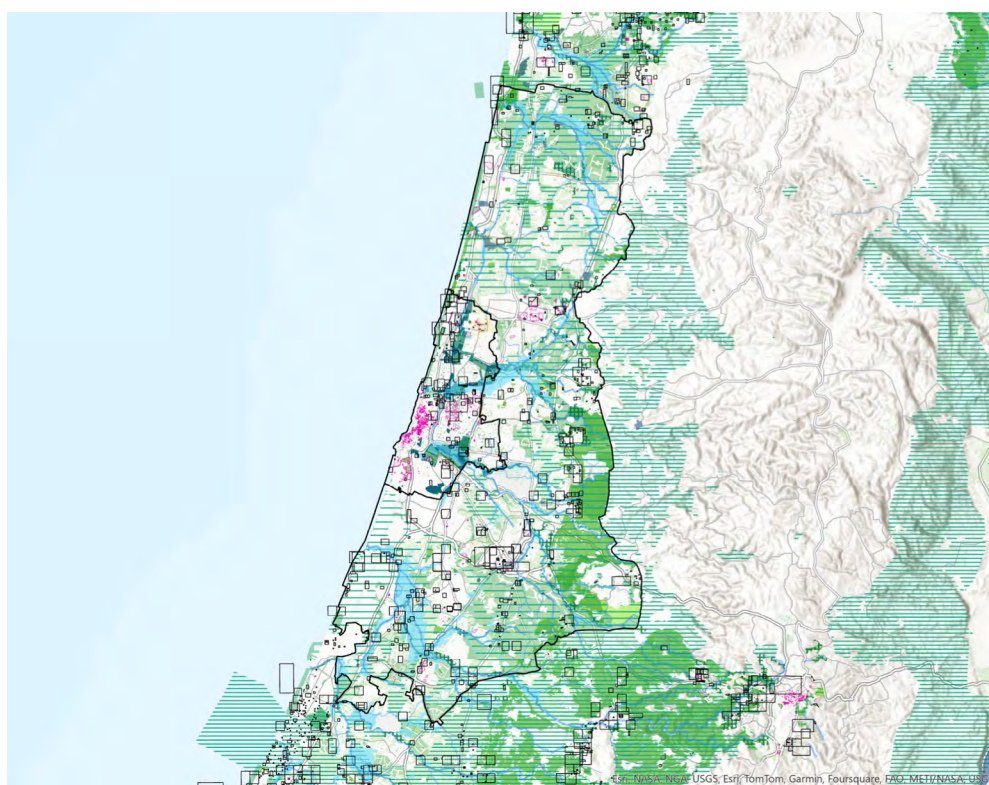 Esri, NASA, NGA, USGS, Esri, TomTom, Garmin, Foursquare, FAO, METI/NASA, USG